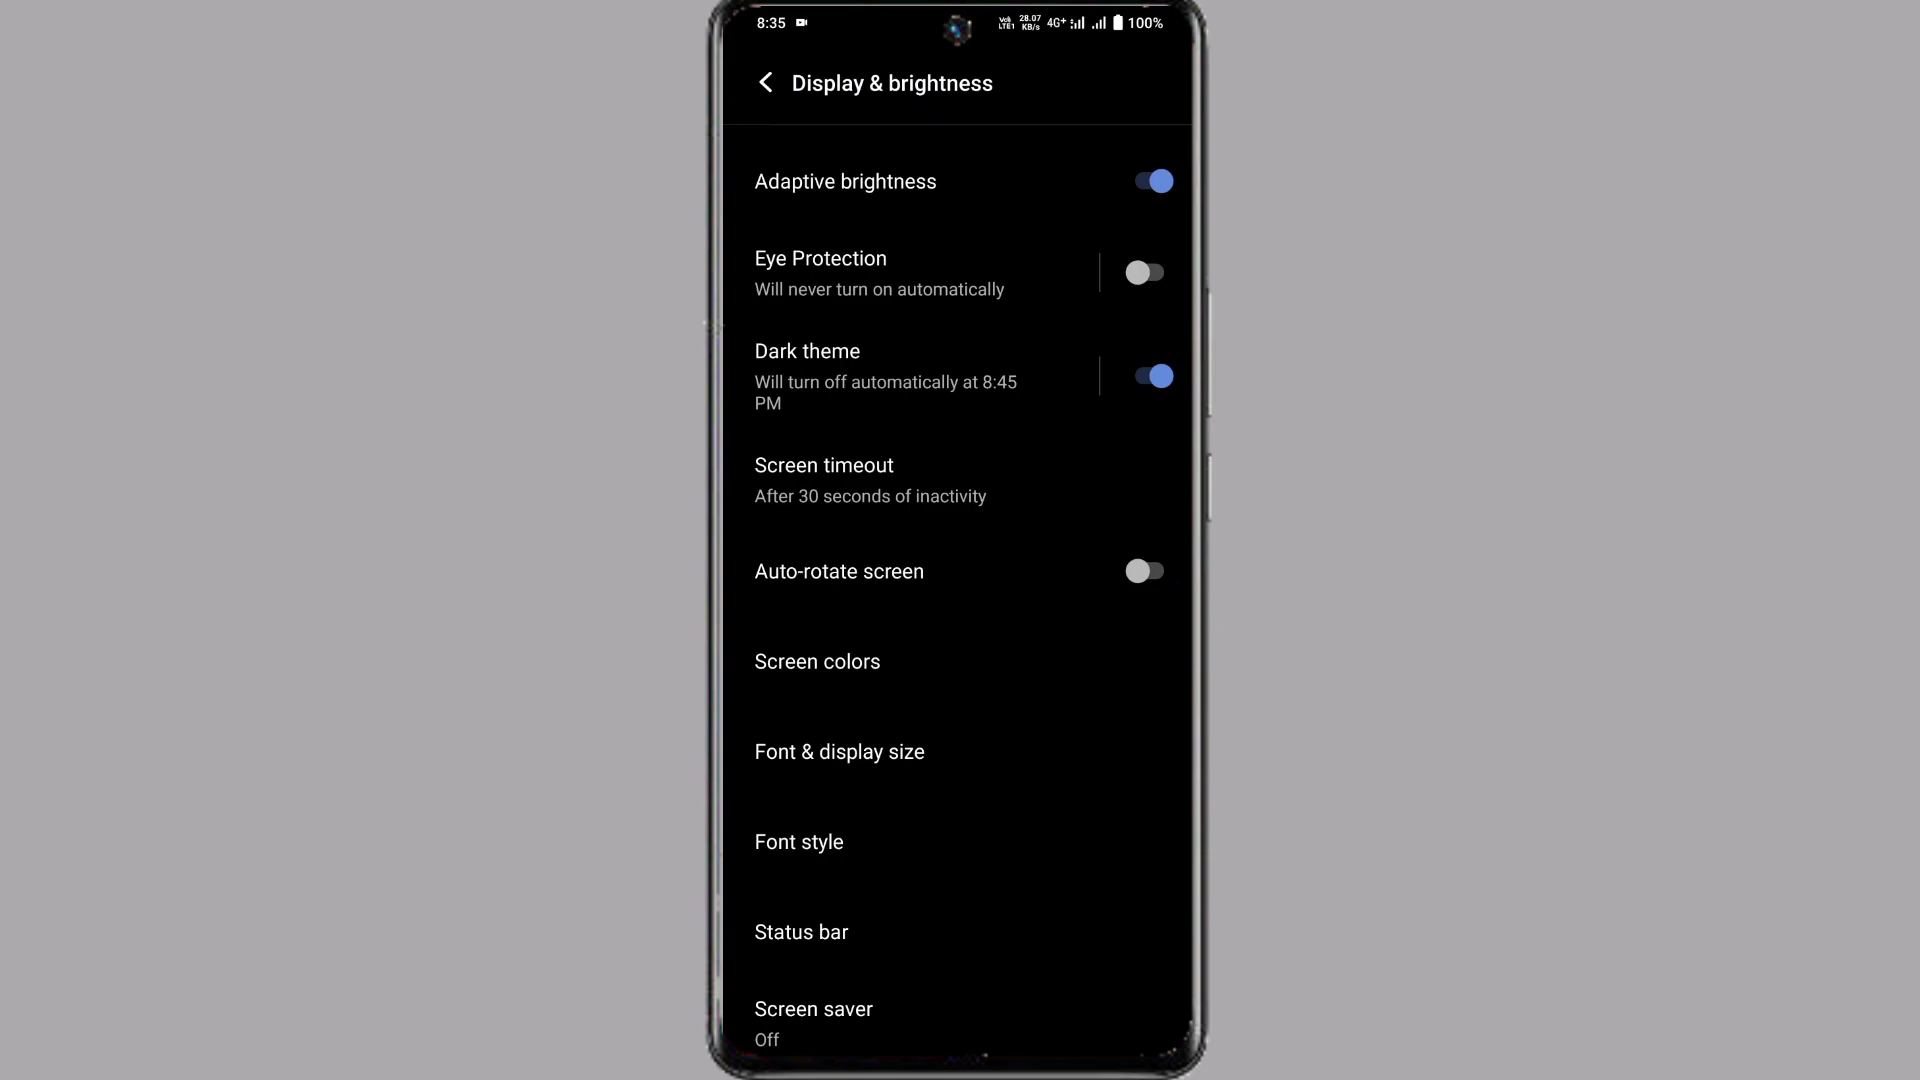 8:35 Vo) LTE1 28.07 KB/s 4G+ 100%
Display & brightness
Adaptive brightness
Eye Protection
Will never turn on automatically
Dark theme
Will turn off automatically at 8:45
PM
Screen timeout
After 30 seconds of inactivity
Auto-rotate screen
Screen colors
Font & display size
Font style
Status bar
Screen saver
Off